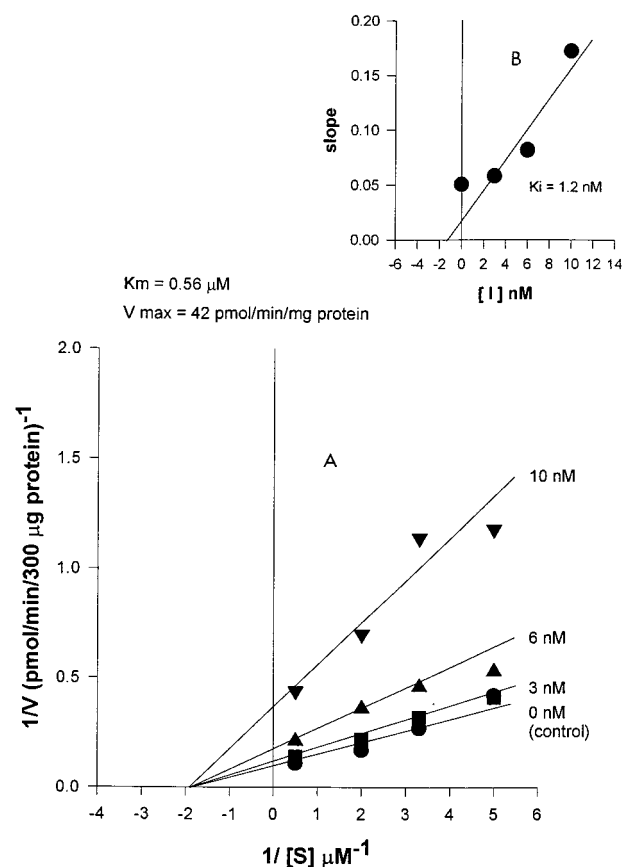 0.20
B
0.15
slope
0.10
0.05
Ki = 1.2 nM
0.00
-6 -4 -2 0 2 4 6 8 10 12 14
[ I ] nM
Km = 0.56 μM
V max = 42 pmol/min/mg protein
2.0
1.5
A
10 nM
1/V (pmol/min/300 μg protein)-1
1.0
6 nM
0.5
3 nM
0 nM
(control)
0.0
-4 -3 -2 -1 0 1 2 3 4 5 6
1/ [S] μM-1